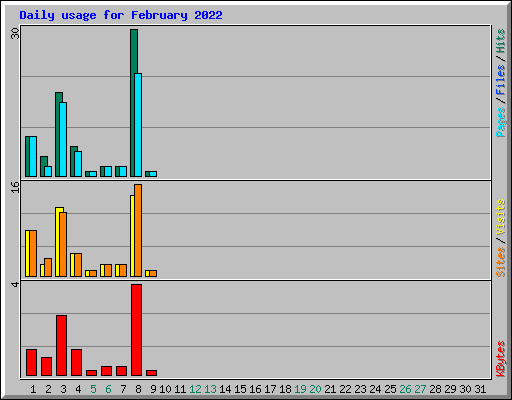 Daily usage for February 2022
30
16
4
Pages / Files / Hits
Sites / Visits
KBytes
1 2 3 4 5 6 7 8 9 10 11 12 13 14 15 16 17 18 19 20 21 22 23 24 25 26 27 28 29 30 31